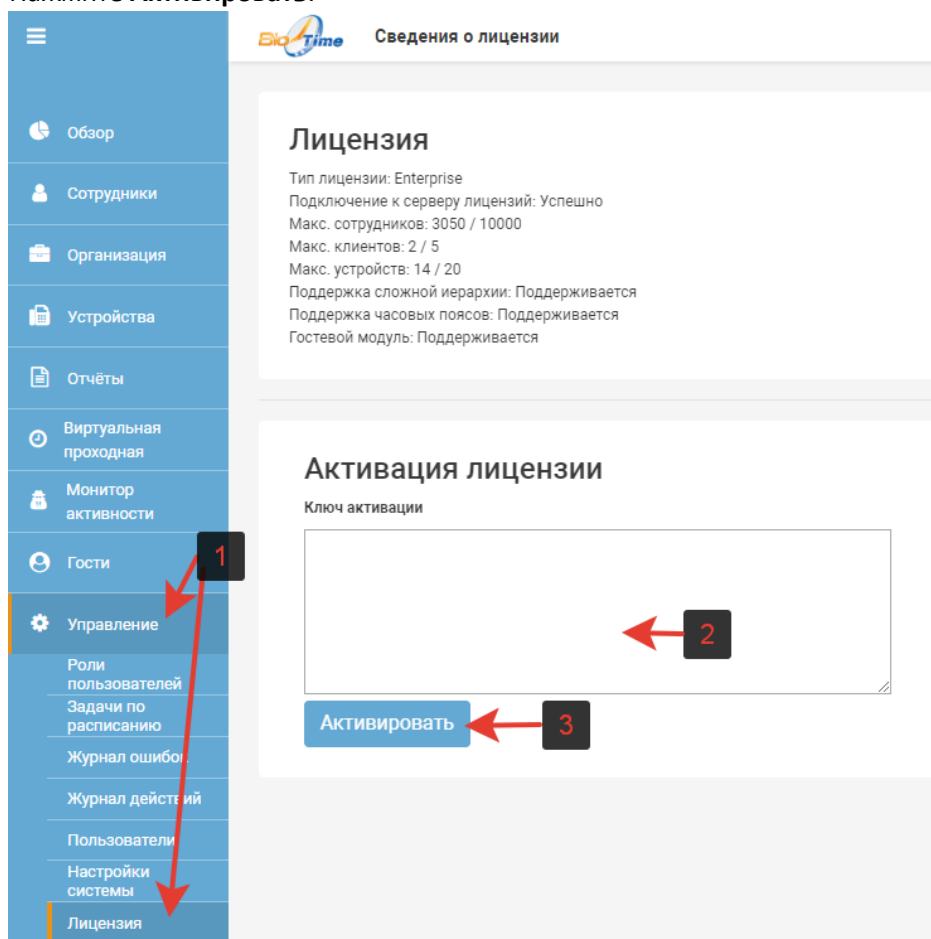 Нажмите Активировать.
BioTime
Сведения о лицензии
Обзор
Сотрудники
Организация
Устройства
Отчёты
Виртуальная
проходная
Монитор
активности
Гости
Управление
Роли
пользователей
Задачи по
расписанию
Журнал ошибок
Журнал действий
Пользователи
Настройки
системы
Лицензия
1
Лицензия
Тип лицензии: Enterprise
Подключение к серверу лицензий: Успешно
Макс. сотрудников: 3050 / 10000
Макс. клиентов: 2 / 5
Макс. устройств: 14 / 20
Поддержка сложной иерархии: Поддерживается
Поддержка часовых поясов: Поддерживается
Гостевой модуль: Поддерживается
Активация лицензии
Ключ активации
2
Активировать
3